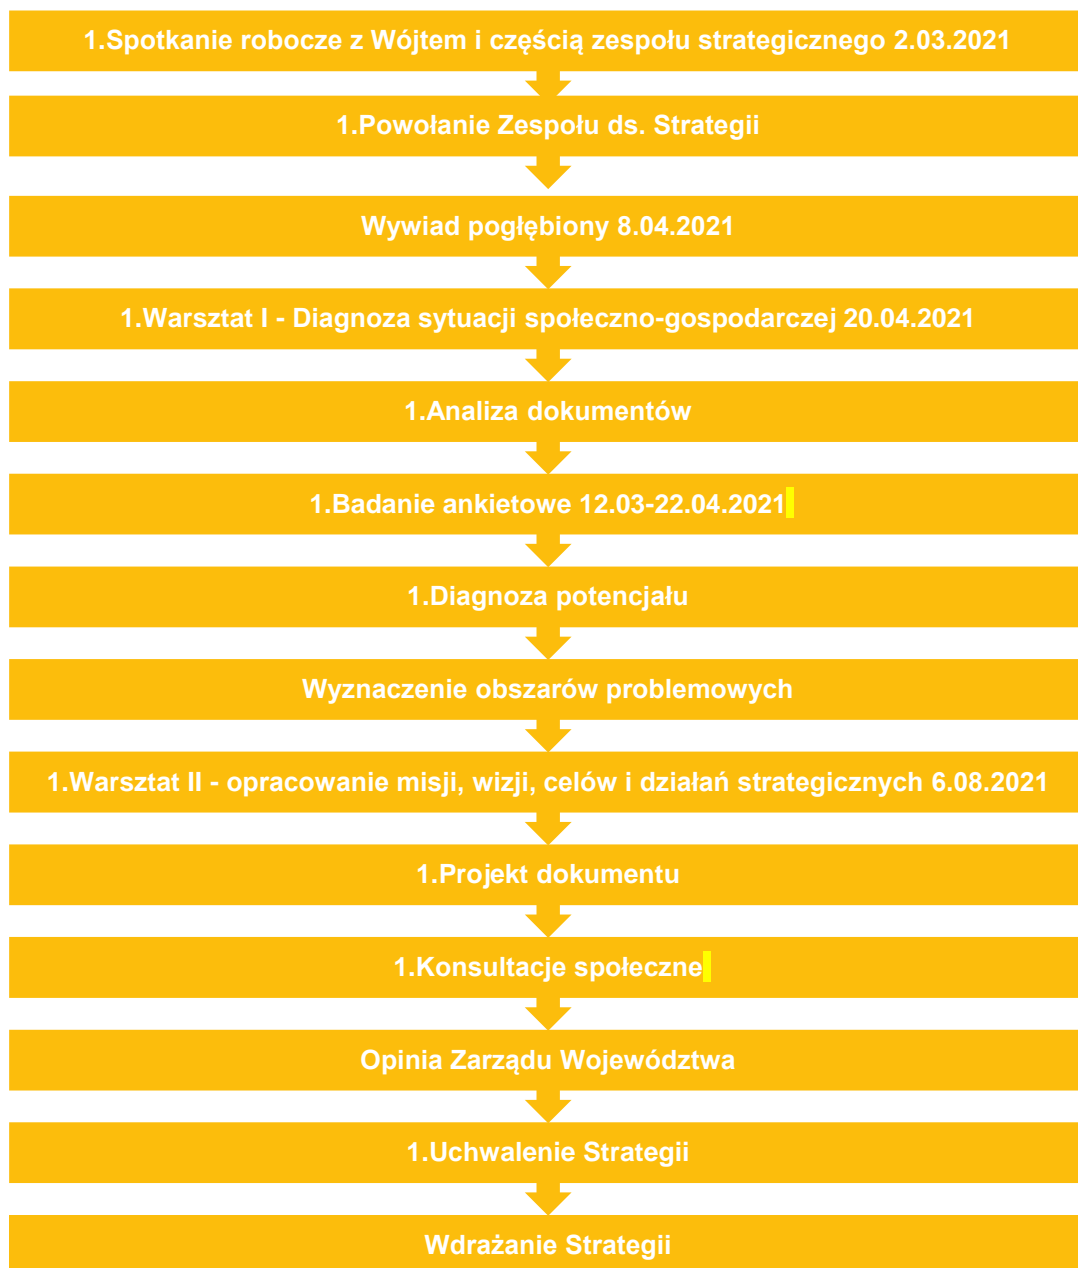 1.Spotkanie robocze z Wójtem i częścią zespołu strategicznego 2.03.2021
1.Powołanie Zespołu ds. Strategii
Wywiad pogłębiony 8.04.2021
1.Warsztat I - Diagnoza sytuacji społeczno-gospodarczej 20.04.2021
1.Analiza dokumentów
1.Badanie ankietowe 12.03-22.04.2021
1.Diagnoza potencjału
Wyznaczenie obszarów problemowych
1.Warsztat II - opracowanie misji, wizji, celów i działań strategicznych 6.08.2021
1.Projekt dokumentu
1.Konsultacje społeczne
Opinia Zarządu Województwa
1.Uchwalenie Strategii
Wdrażanie Strategii